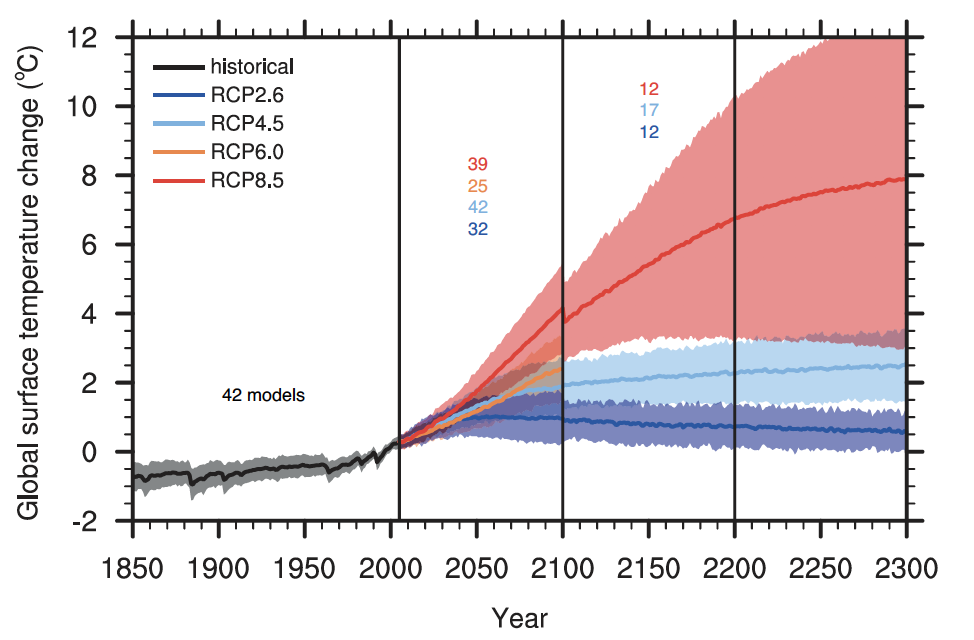 Global surface temperature change (°C)
12
10
8
6
4
2
0
-2
historical
RCP2.6
RCP4.5
RCP6.0
RCP8.5
42 models
39
25
42
32
12
17
12
1850 1900 1950 2000 2050 2100 2150 2200 2250 2300
Year